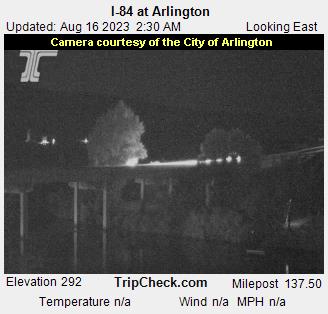 I-84 at Arlington
Updated: Aug 16 2023 2:30 AM Looking East
Camera courtesy of the City of Arlington
Elevation 292 TripCheck.com Milepost 137.50
Temperature n/a Wind n/a MPH n/a